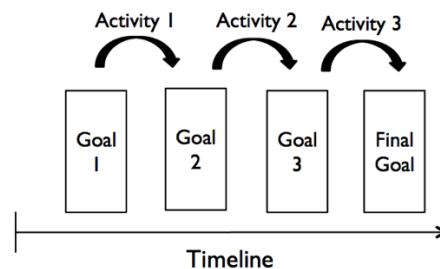 Activity 1
Activity 2
Activity 3
Goal
1
Goal
2
Goal
3
Final
Goal
Timeline